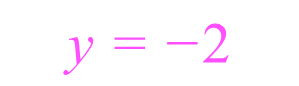 y = −2